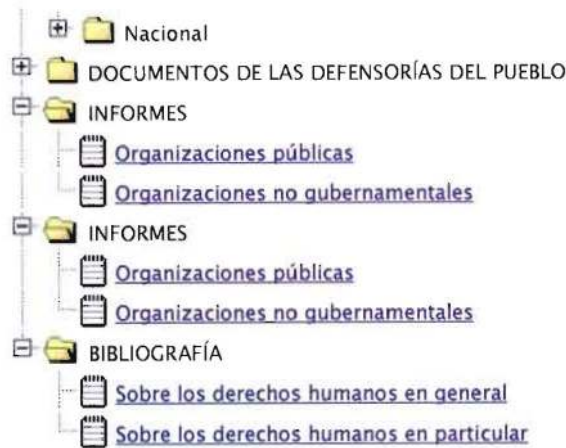 Nacional
DOCUMENTOS DE LAS DEFENSORÍAS DEL PUEBLO
INFORMES
Organizaciones públicas
Organizaciones no gubernamentales
INFORMES
Organizaciones públicas
Organizaciones no gubernamentales
BIBLIOGRAFÍA
Sobre los derechos humanos en general
Sobre los derechos humanos en particular